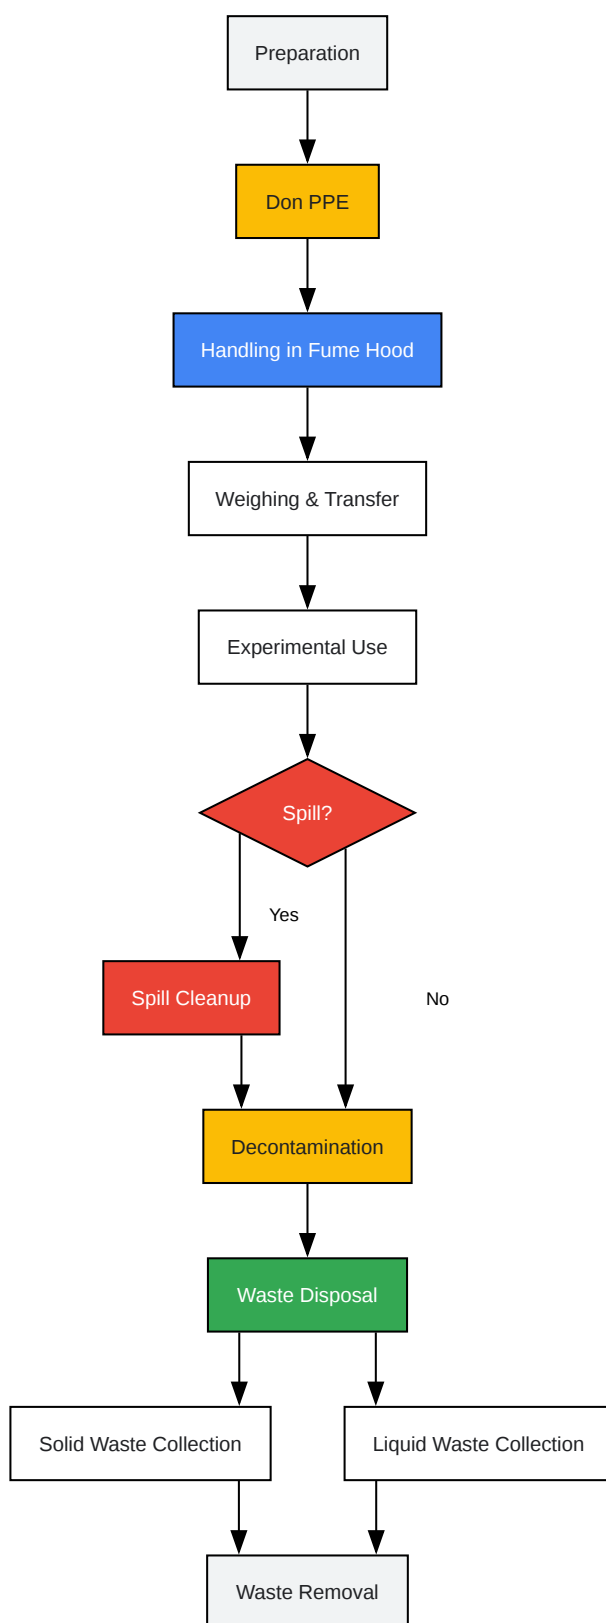 Preparation
Don PPE
Handling in Fume Hood
Weighing & Transfer
Experimental Use
Spill?
Yes
Spill Cleanup
No
Decontamination
Waste Disposal
Solid Waste Collection
Liquid Waste Collection
Waste Removal